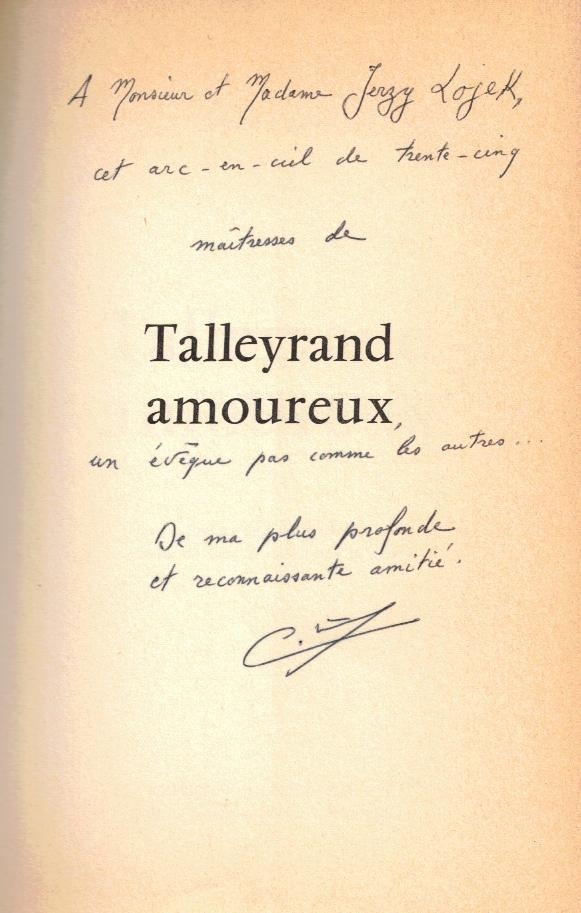 A Monsieur et Madame Jerzy Lojek,
cet arc-en-ciel de trente-cinq
maîtresses de
Talleyrand
amoureux,
un évêque pas comme les autres...
De ma plus profonde
et reconnaissante amitié.